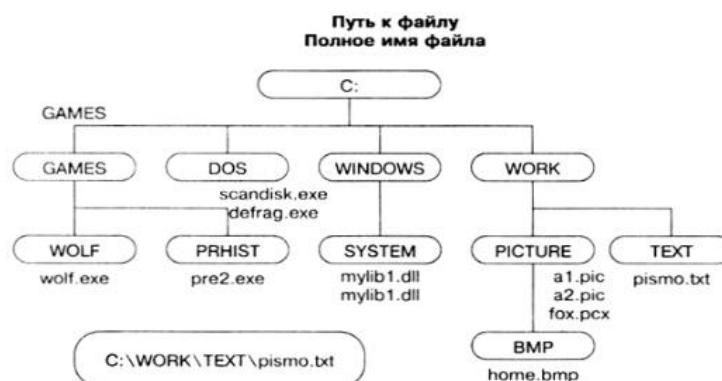 Путь к файлу
Полное имя файла
C:
GAMES
GAMES DOS WINDOWS WORK
scandisk.exe
defrag.exe
WOLF PRHIST SYSTEM PICTURE TEXT
wolf.exe pre2.exe mylib1.dll a1.pic pismo.txt
mylib1.dll a2.pic
fox.pcx
C:\WORK\TEXT\pismo.txt
BMP
home.bmp